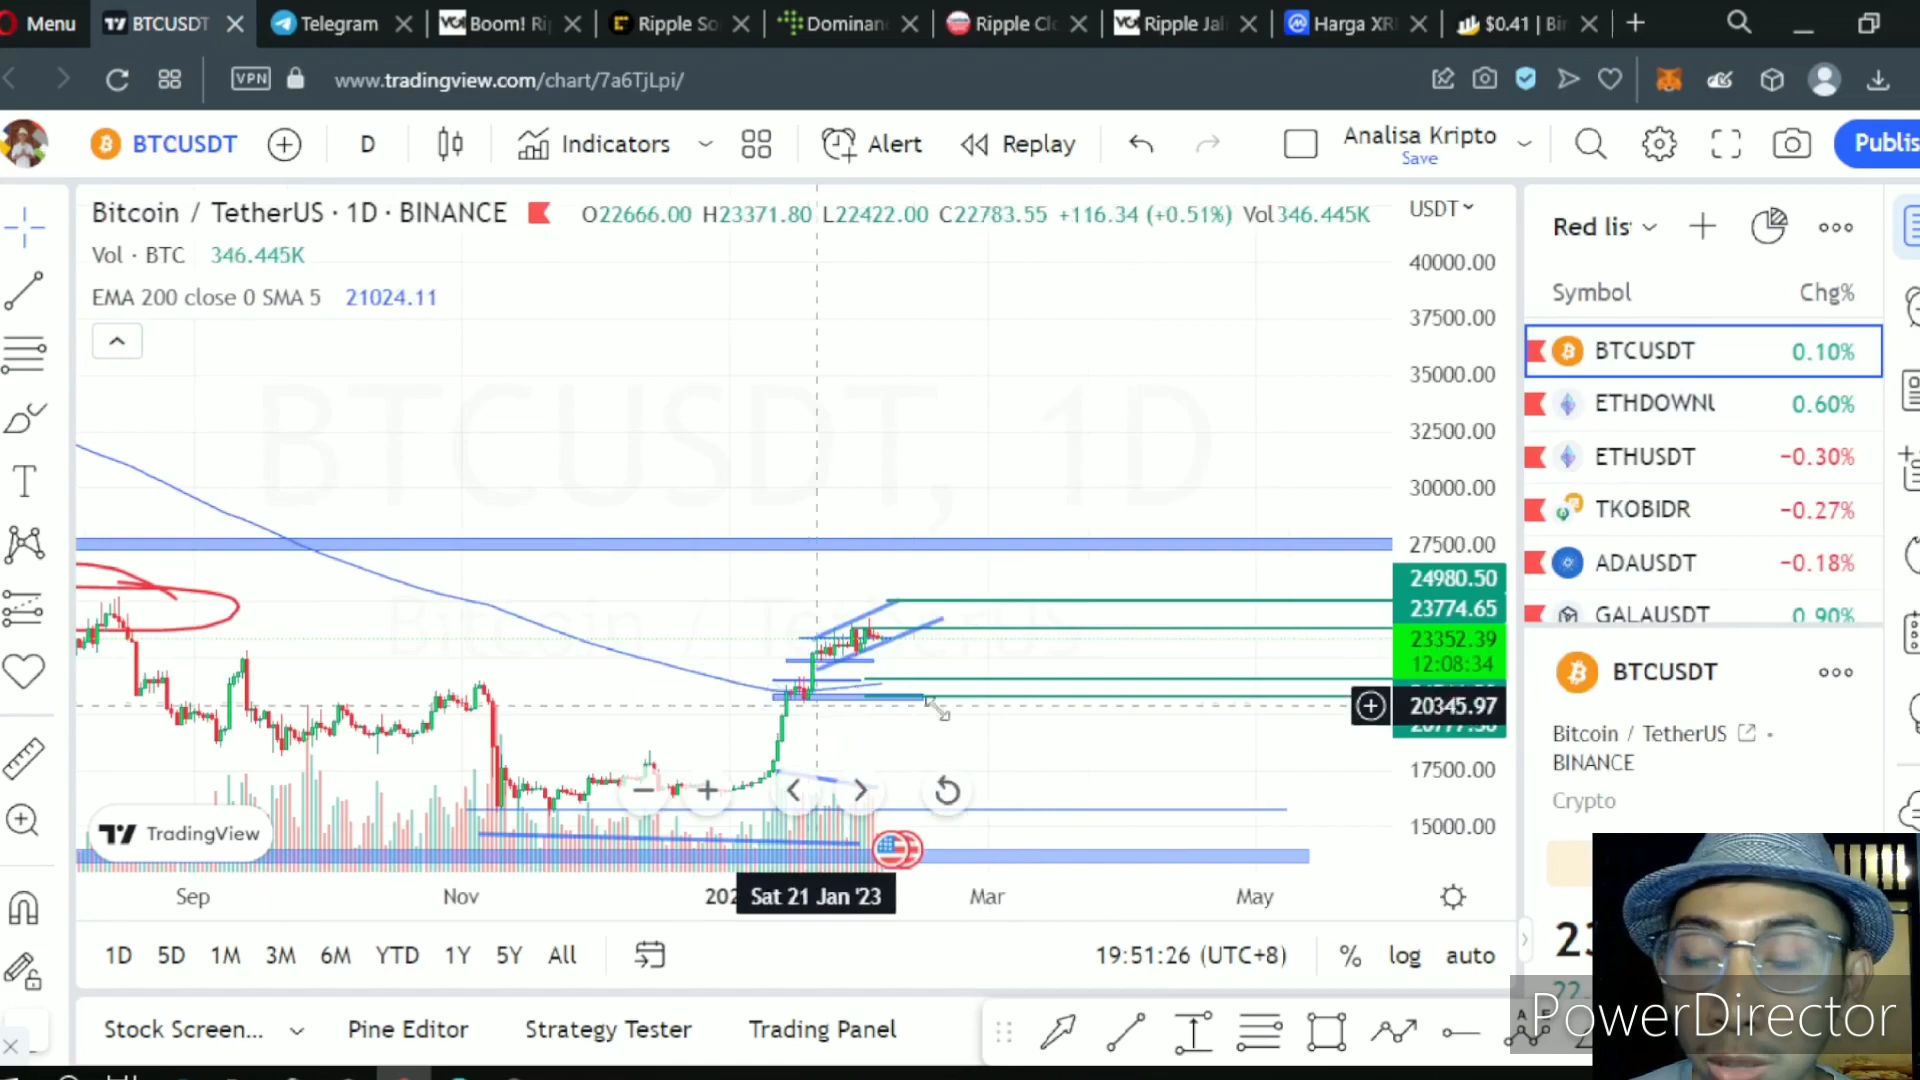 Menu
BTCUSDT
Telegram
Boom! Ri
Ripple So
Dominan
Ripple Cl
Ripple Jal
Harga XR
$0.41 | Bi
VPN
www.tradingview.com/chart/7a6TjLpi/
BTCUSDT
D
Indicators
Alert
Replay
Analisa Kripto
Save
Publis
Bitcoin / TetherUS · 1D · BINANCE
O22666.00 H23371.80 L22422.00 C22783.55 +116.34 (+0.51%) Vol346.445K
USDT
Vol · BTC 346.445K
EMA 200 close 0 SMA 5 21024.11
BTCUSDT, 1D
Bitcoin / TetherUS
40000.00
37500.00
35000.00
32500.00
30000.00
27500.00
24980.50
23774.65
23352.39
12:08:34
20345.97
17500.00
15000.00
TradingView
Sep
Nov
202
Sat 21 Jan '23
Mar
May
1D 5D 1M 3M 6M YTD 1Y 5Y All
19:51:26 (UTC+8)
% log auto
Stock Screen...
Pine Editor
Strategy Tester
Trading Panel
Red lis
Symbol Chg%
BTCUSDT 0.10%
ETHDOWNU 0.60%
ETHUSDT −0.30%
TKOBIDR −0.27%
ADAUSDT −0.18%
GALAUSDT 0.90%
BTCUSDT
Bitcoin / TetherUS
BINANCE
Crypto
PowerDirector